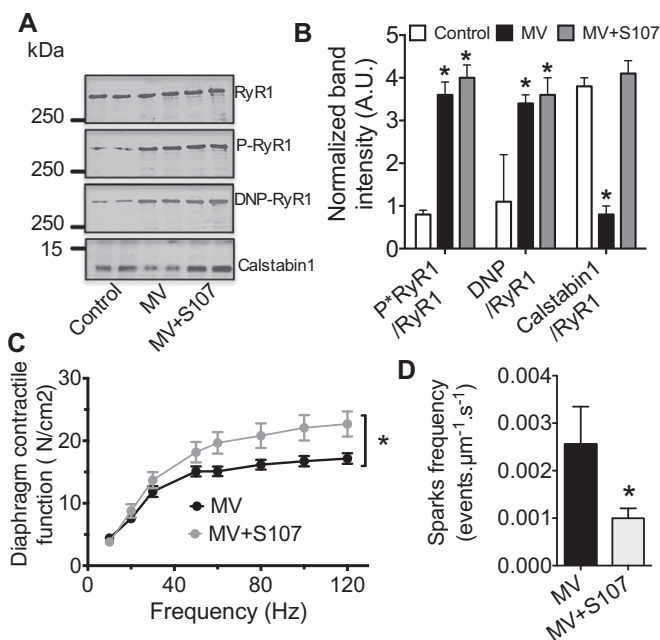 A
kDa
RyR1
250
P-RyR1
250
DNP-RyR1
250
15
Calstabin1
Control
MV
MV+S107
B
Control MV MV+S107
Normalized band
intensity (A.U.)
5
4
3
2
1
0
* * * * *
P*RyR1
/RyR1
DNP
/RyR1
Calstabin1
/RyR1
C
Diaphragm contractile
function ( N/cm2)
30
20
10
0
*
MV
MV+S107
0 40 80 120
Frequency (Hz)
D
Sparks frequency
(events.µm⁻¹.s⁻¹)
0.004
0.003
0.002
0.001
0.000
*
MV
MV+S107